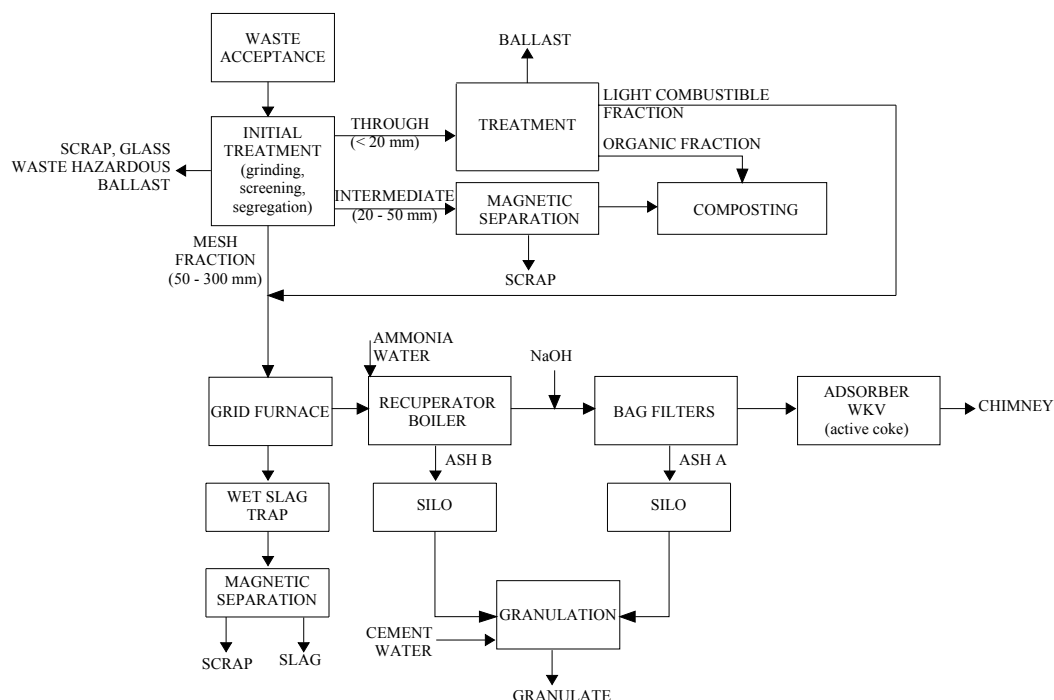 WASTE
ACCEPTANCE
BALLAST
LIGHT COMBUSTIBLE
FRACTION
THROUGH
(< 20 mm)
TREATMENT
INITIAL
TREATMENT
(grinding,
screening,
segregation)
ORGANIC FRACTION
SCRAP, GLASS
WASTE HAZARDOUS
BALLAST
INTERMEDIATE
(20 - 50 mm)
MAGNETIC
SEPARATION
COMPOSTING
MESH
FRACTION
(50 - 300 mm)
SCRAP
AMMONIA
WATER
NaOH
GRID FURNACE
RECUPERATOR
BOILER
BAG FILTERS
ADSORBER
WKV
(active coke)
CHIMNEY
ASH B
ASH A
WET SLAG
TRAP
SILO
SILO
MAGNETIC
SEPARATION
GRANULATION
CEMENT
WATER
SCRAP
SLAG
GRANULATE